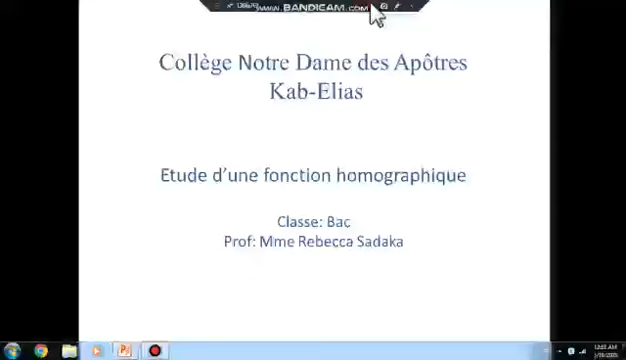 WWW.BANDICAM.COM
Collège Notre Dame des Apôtres
Kab-Elias
Etude d'une fonction homographique
Classe: Bac
Prof: Mme Rebecca Sadaka